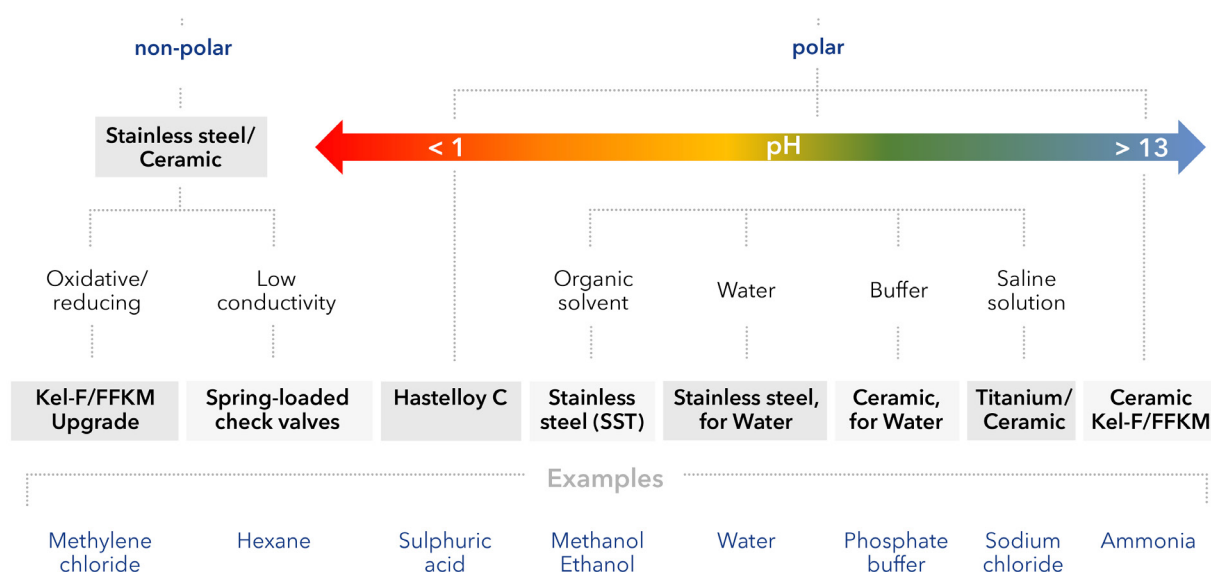 non-polar
polar
Stainless steel/
Ceramic
< 1
pH
> 13
Oxidative/
reducing
Low
conductivity
Organic
solvent
Water
Buffer
Saline
solution
Kel-F/FFKM
Upgrade
Spring-loaded
check valves
Hastelloy C
Stainless
steel (SST)
Stainless steel,
for Water
Ceramic,
for Water
Titanium/
Ceramic
Ceramic
Kel-F/FFKM
Examples
Methylene
chloride
Hexane
Sulphuric
acid
Methanol
Ethanol
Water
Phosphate
buffer
Sodium
chloride
Ammonia